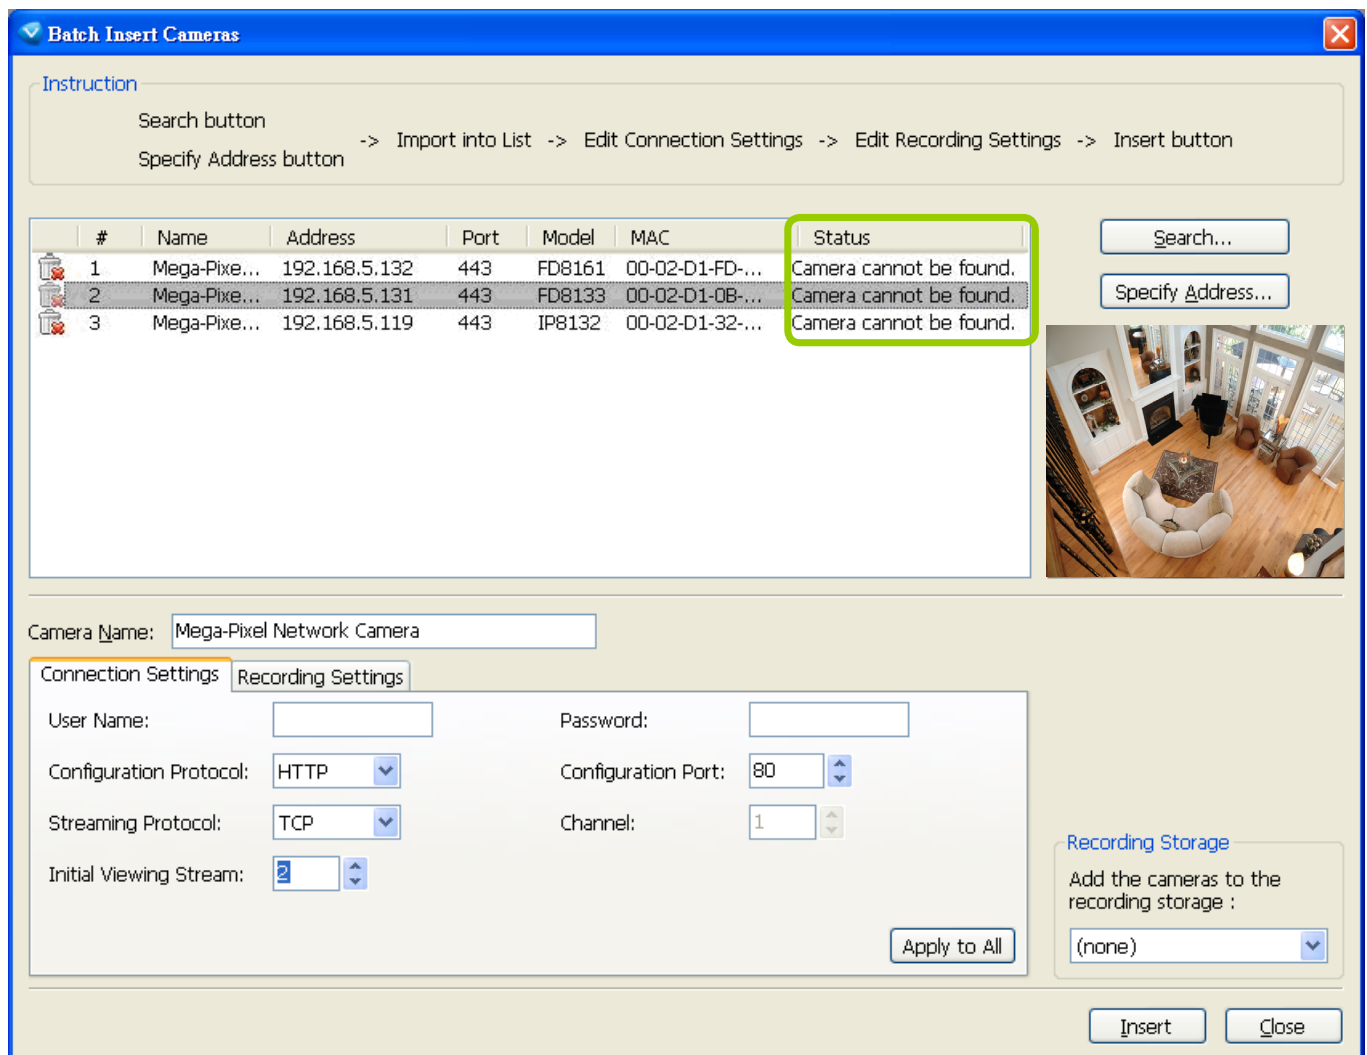 Batch Insert Cameras
Instruction
Search button
Specify Address button
-> Import into List -> Edit Connection Settings -> Edit Recording Settings -> Insert button
# Name Address Port Model MAC Status
1 Mega-Pixe... 192.168.5.132 443 FD8161 00-02-D1-FD-... Camera cannot be found.
2 Mega-Pixe... 192.168.5.131 443 FD8133 00-02-D1-0B-... Camera cannot be found.
3 Mega-Pixe... 192.168.5.119 443 IP8132 00-02-D1-32-... Camera cannot be found.
Search...
Specify Address...
Camera Name: Mega-Pixel Network Camera
Connection Settings Recording Settings
User Name: Password:
Configuration Protocol: HTTP Configuration Port: 80
Streaming Protocol: TCP Channel: 1
Initial Viewing Stream: 2
Apply to All
Recording Storage
Add the cameras to the
recording storage :
(none)
Insert Close